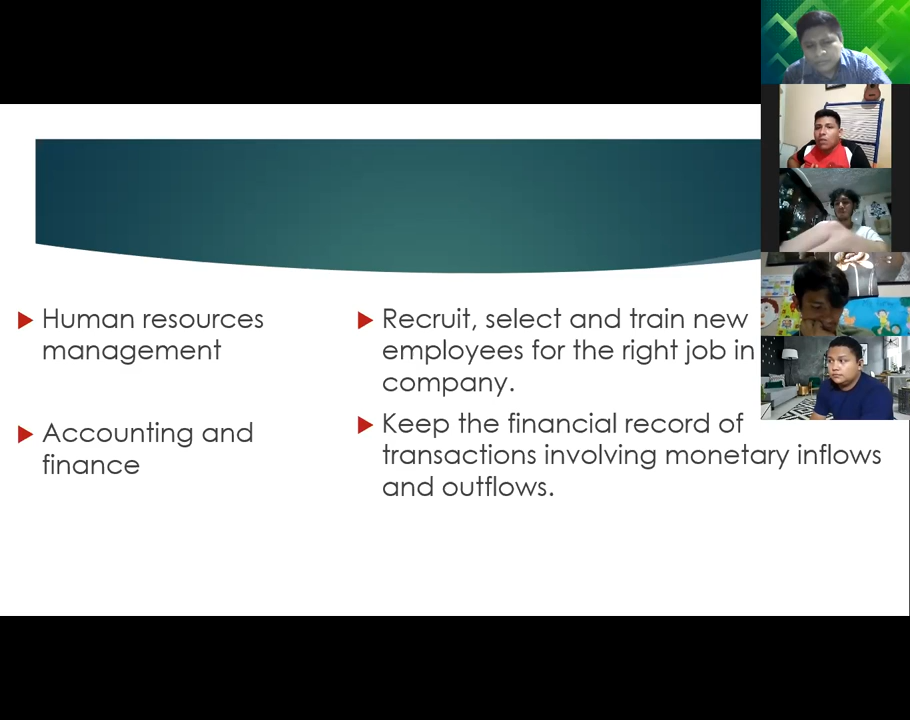 Human resources
management
Accounting and
finance
Recruit, select and train new
employees for the right job in
company.
Keep the financial record of
transactions involving monetary inflows
and outflows.